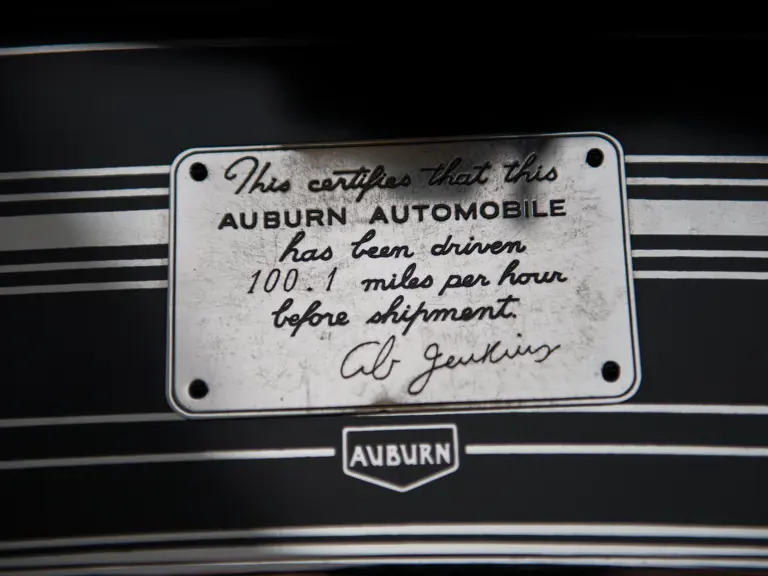 This certifies that this
AUBURN AUTOMOBILE
has been driven
100.1 miles per hour
before shipment.
Ab Jenkins
AUBURN